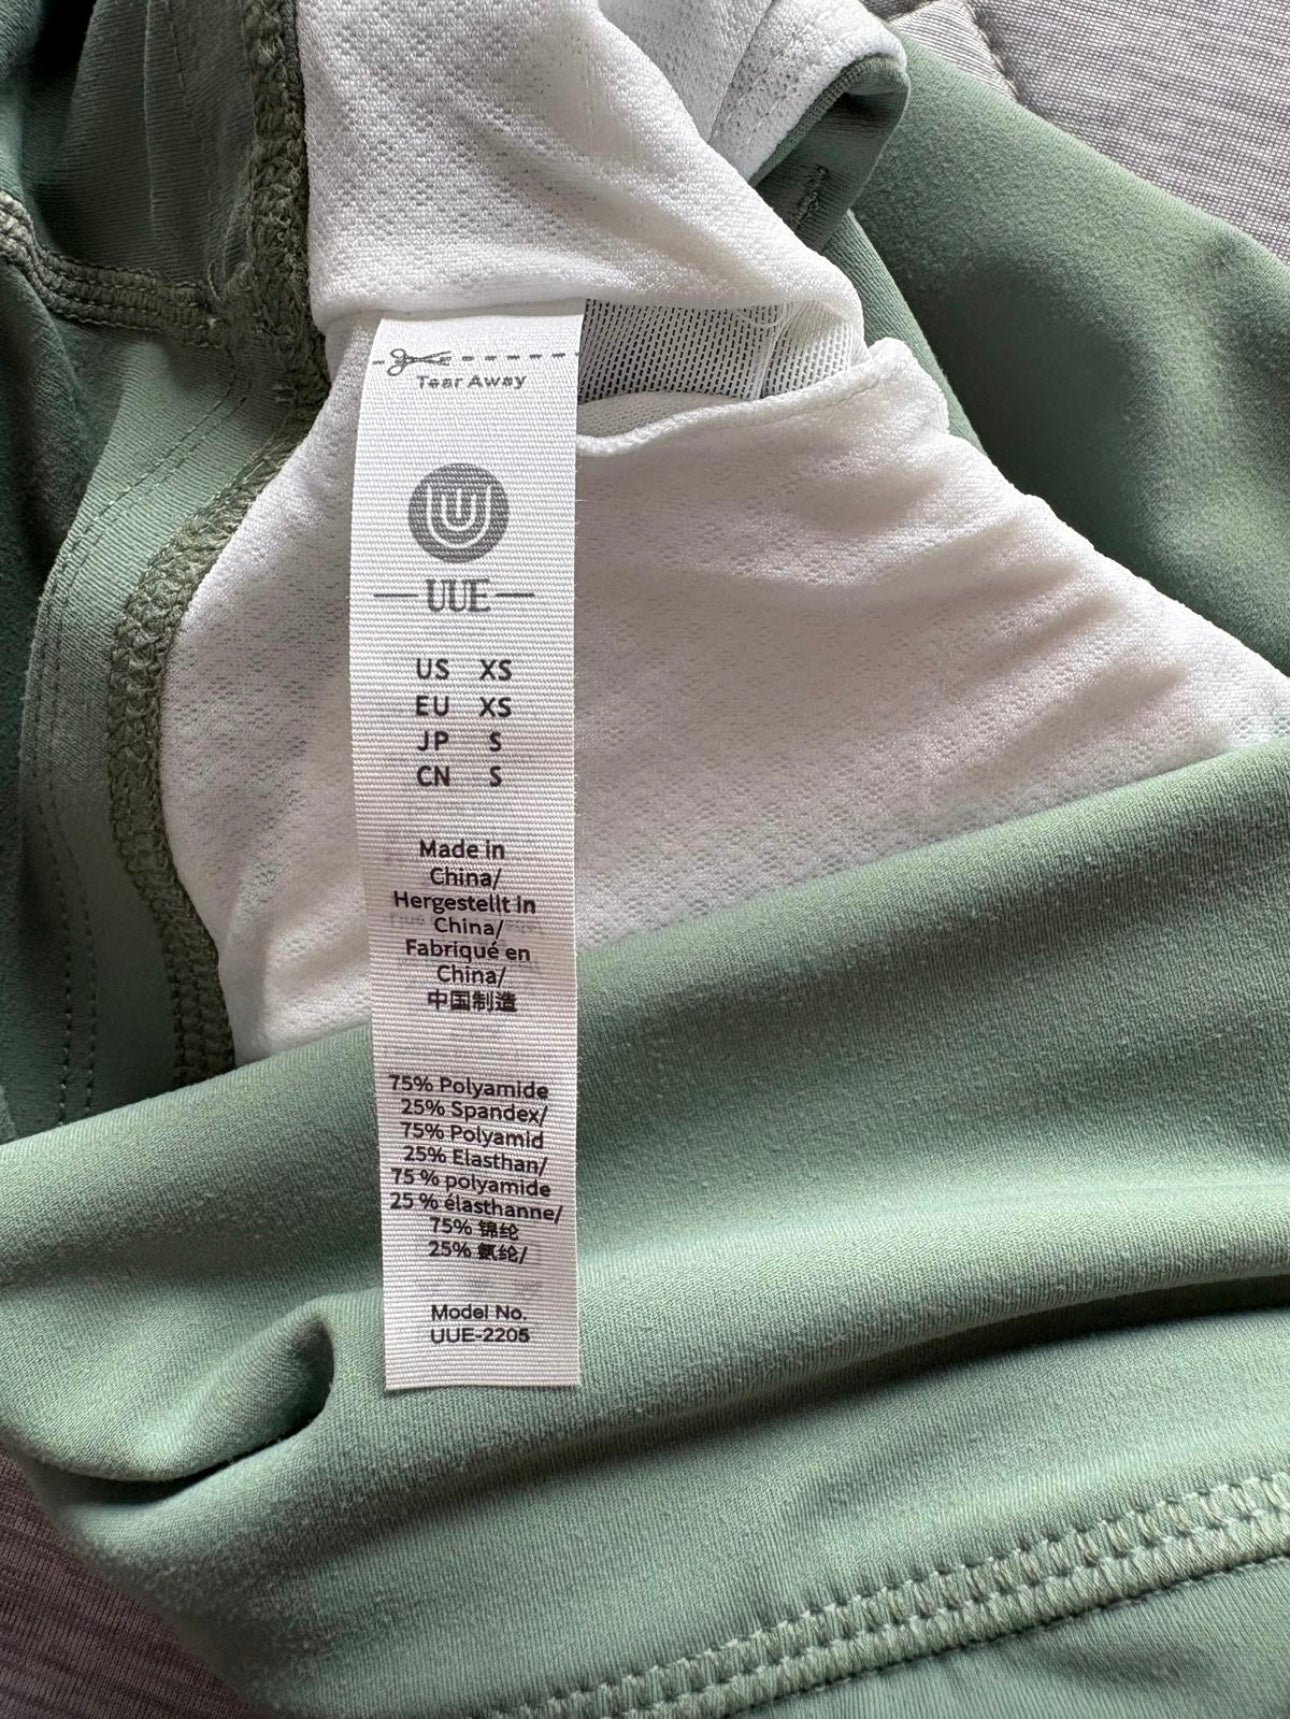 Tear Away
UUE
US XS
EU XS
JP S
CN S
Made in
China/
Hergestellt in
China/
Fabriqué en
China/
中国制造
75% Polyamide
25% Spandex/
75% Polyamid
25% Elasthan/
75 % polyamide
25 % élasthanne/
75% 锦纶
25% 氨纶/
Model No.
UUE-2205